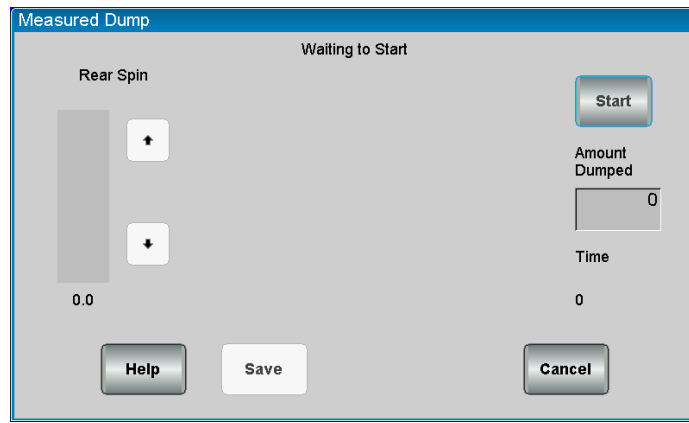 Measured Dump
Waiting to Start
Rear Spin
Start
Amount
Dumped
0
Time
0.0
0
Help
Save
Cancel